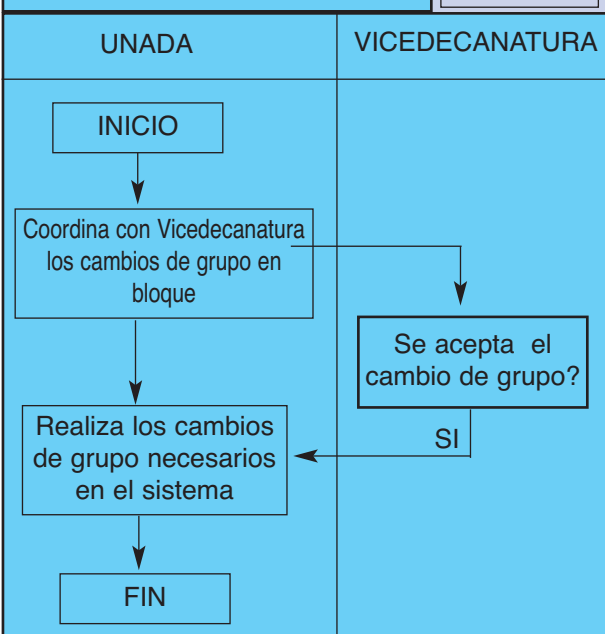 UNADA
VICEDECANATURA
INICIO
Coordina con Vicedecanatura
los cambios de grupo en
bloque
Se acepta el
cambio de grupo?
SI
Realiza los cambios
de grupo necesarios
en el sistema
FIN